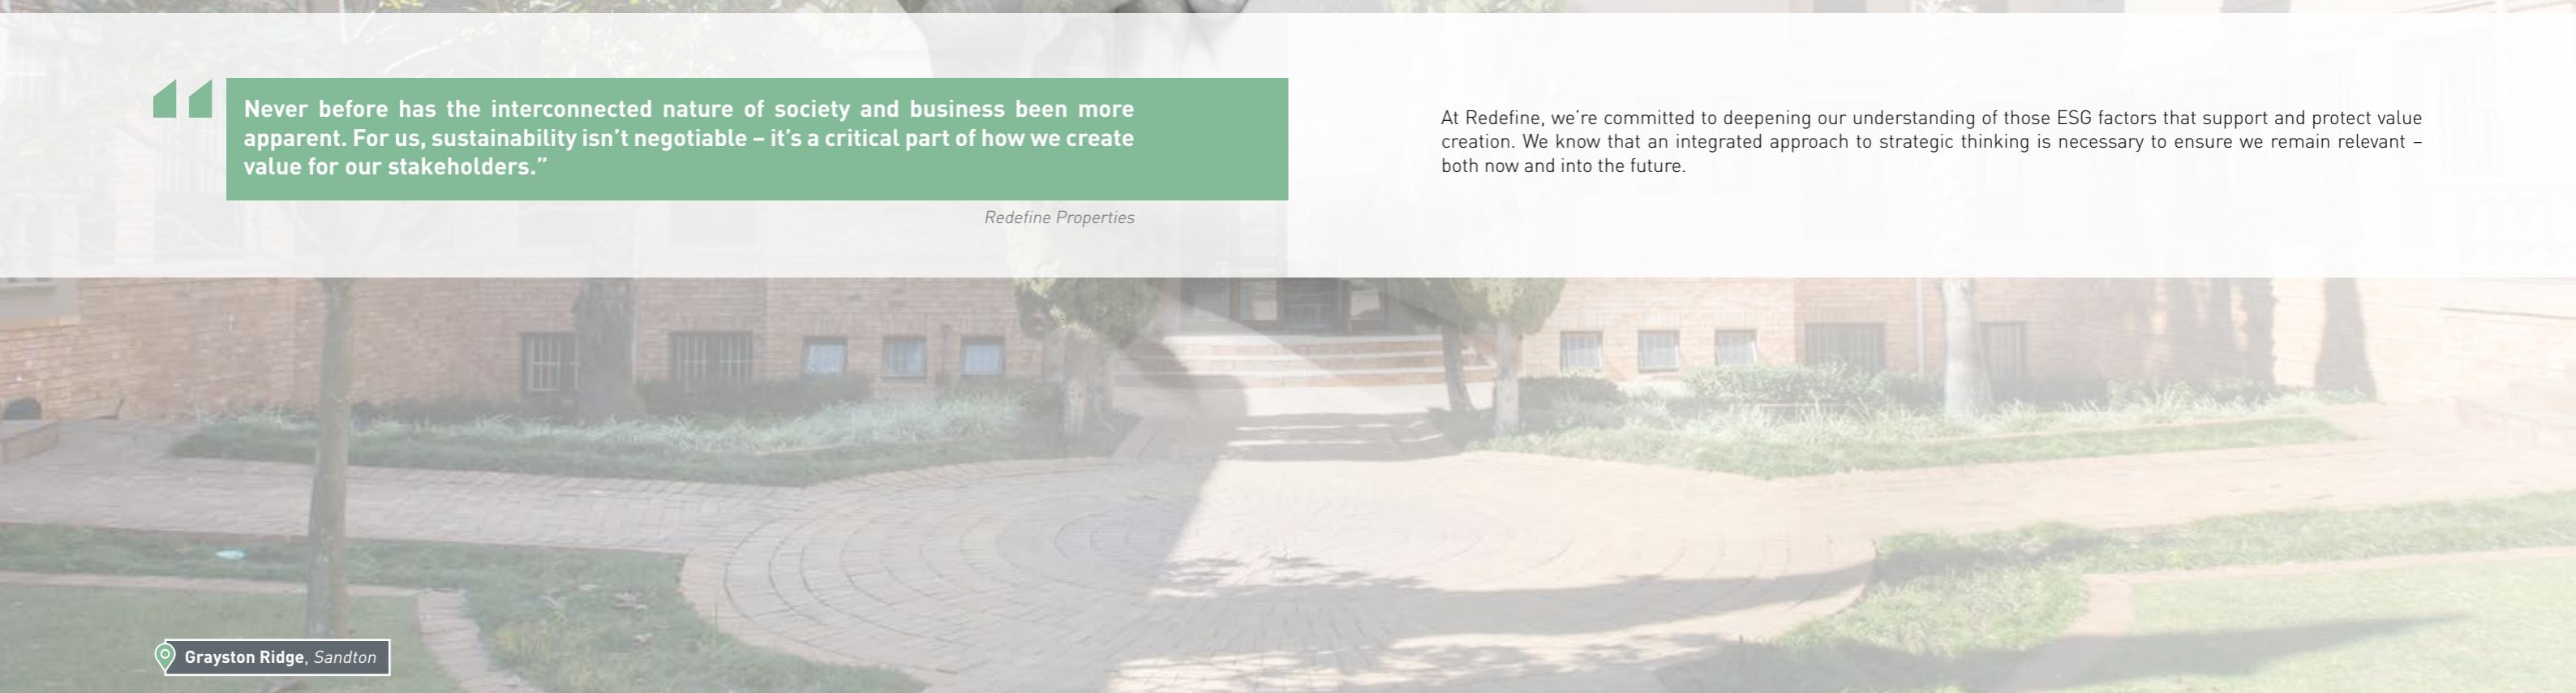 Never before has the interconnected nature of society and business been more
apparent. For us, sustainability isn't negotiable – it's a critical part of how we create
value for our stakeholders.”
Redefine Properties
At Redefine, we're committed to deepening our understanding of those ESG factors that support and protect value
creation. We know that an integrated approach to strategic thinking is necessary to ensure we remain relevant –
both now and into the future.
Grayston Ridge, Sandton